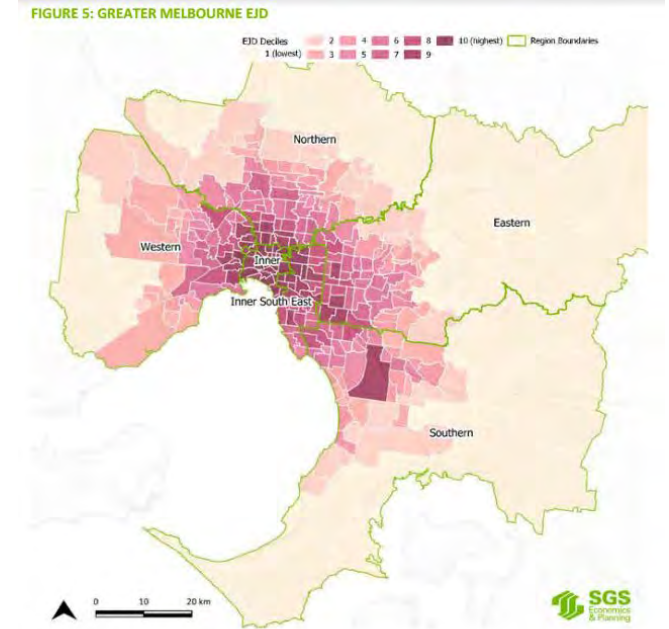 FIGURE 5: GREATER MELBOURNE EJD
EJD Deciles 2 4 6 8 10 (highest) Region Boundaries
1 (lowest) 3 5 7 9
Northern
Eastern
Western
Inner
Inner South East
Southern
0 10 20 km
SGS
Economics
& Planning